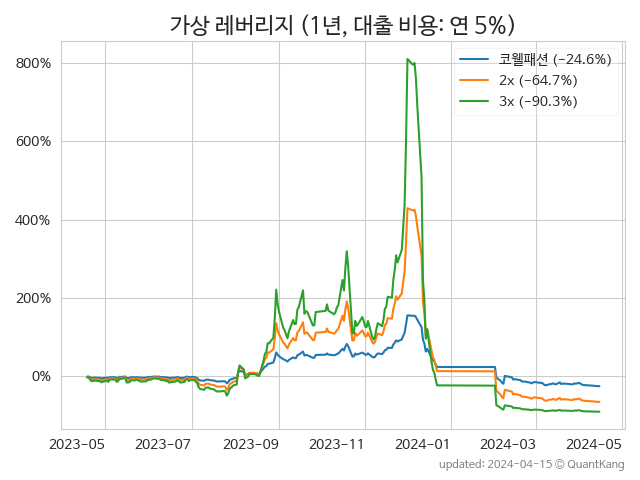 가상 레버리지 (1년, 대출 비용: 연 5%)
코웰패션 (-24.6%)
2x (-64.7%)
3x (-90.3%)
800%
600%
400%
200%
0%
2023-05 2023-07 2023-09 2023-11 2024-01 2024-03 2024-05
updated: 2024-04-15 © QuantKang